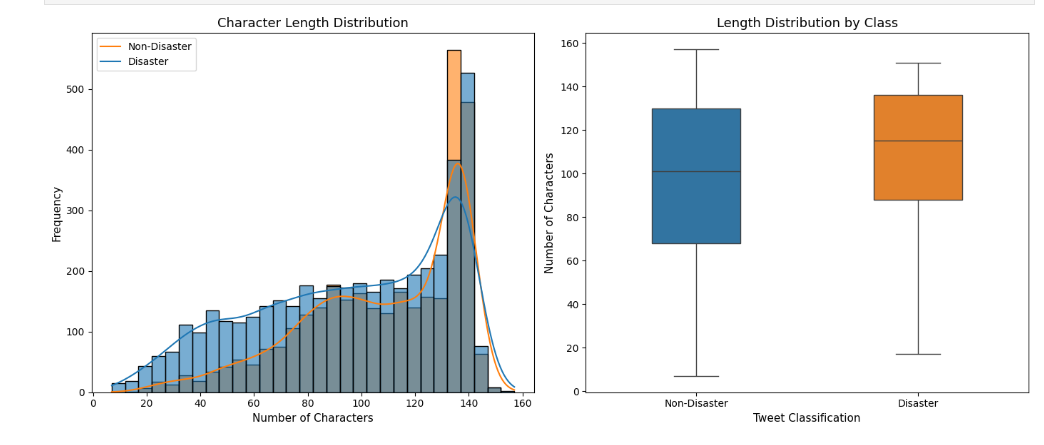 Character Length Distribution
Non-Disaster
Disaster
Frequency
500
400
300
200
100
0
0 20 40 60 80 100 120 140 160
Number of Characters
Length Distribution by Class
Number of Characters
160
140
120
100
80
60
40
20
0
Non-Disaster Disaster
Tweet Classification